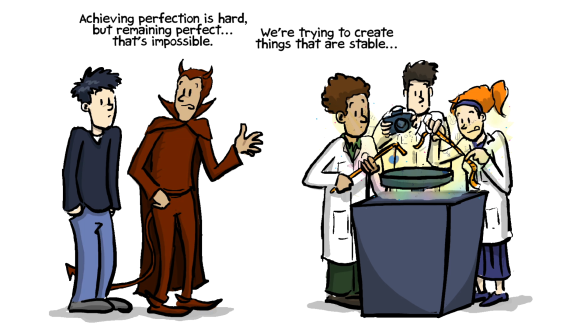 Achieving perfection is hard,
but remaining perfect...
that's impossible.
We're trying to create
things that are stable...